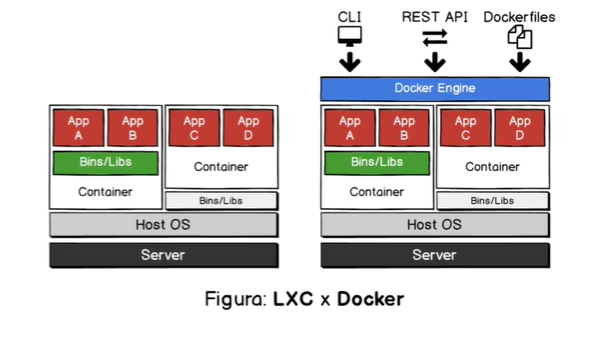 CLI
REST API
Dockerfiles
Docker Engine
App
A
App
B
App
C
App
D
Bins/Libs
Container
Container
Bins/Libs
Host OS
Server
App
A
App
B
App
C
App
D
Bins/Libs
Container
Container
Bins/Libs
Host OS
Server
Figura: LXC x Docker